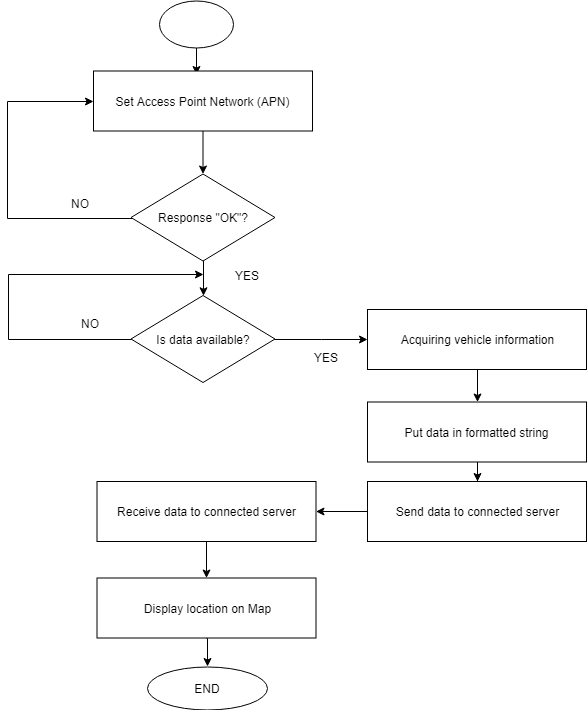 Set Access Point Network (APN)
NO
Response "OK"?
YES
NO
Is data available?
YES
Acquiring vehicle information
Put data in formatted string
Send data to connected server
Receive data to connected server
Display location on Map
END